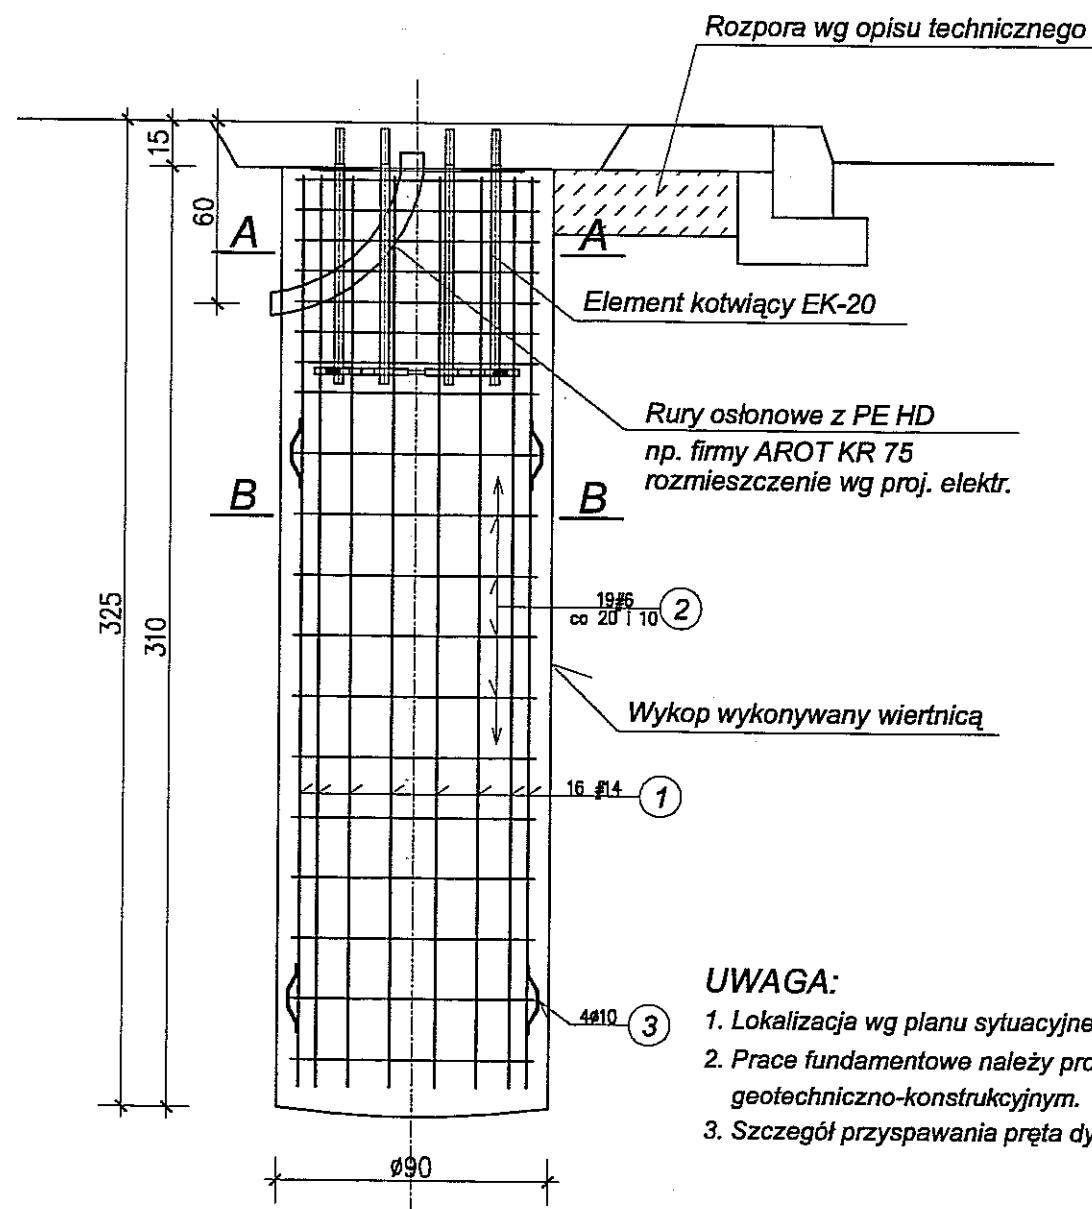 Rozpora wg opisu technicznego
15
60
A
A
Element kotwiący EK-20
Rury osłonowe z PE HD
np. firmy AROT KR 75
rozmieszczenie wg proj. elektr.
B
B
325
310
19#6
co 20 i 10
2
Wykop wykonywany wiertnicą
16 #14
1
UWAGA:
1. Lokalizacja wg planu sytuacyjne
4ø10
3
2. Prace fundamentowe należy pro
geotechniczno-konstrukcyjnym.
3. Szczegół przyspawania pręta dy
ø90